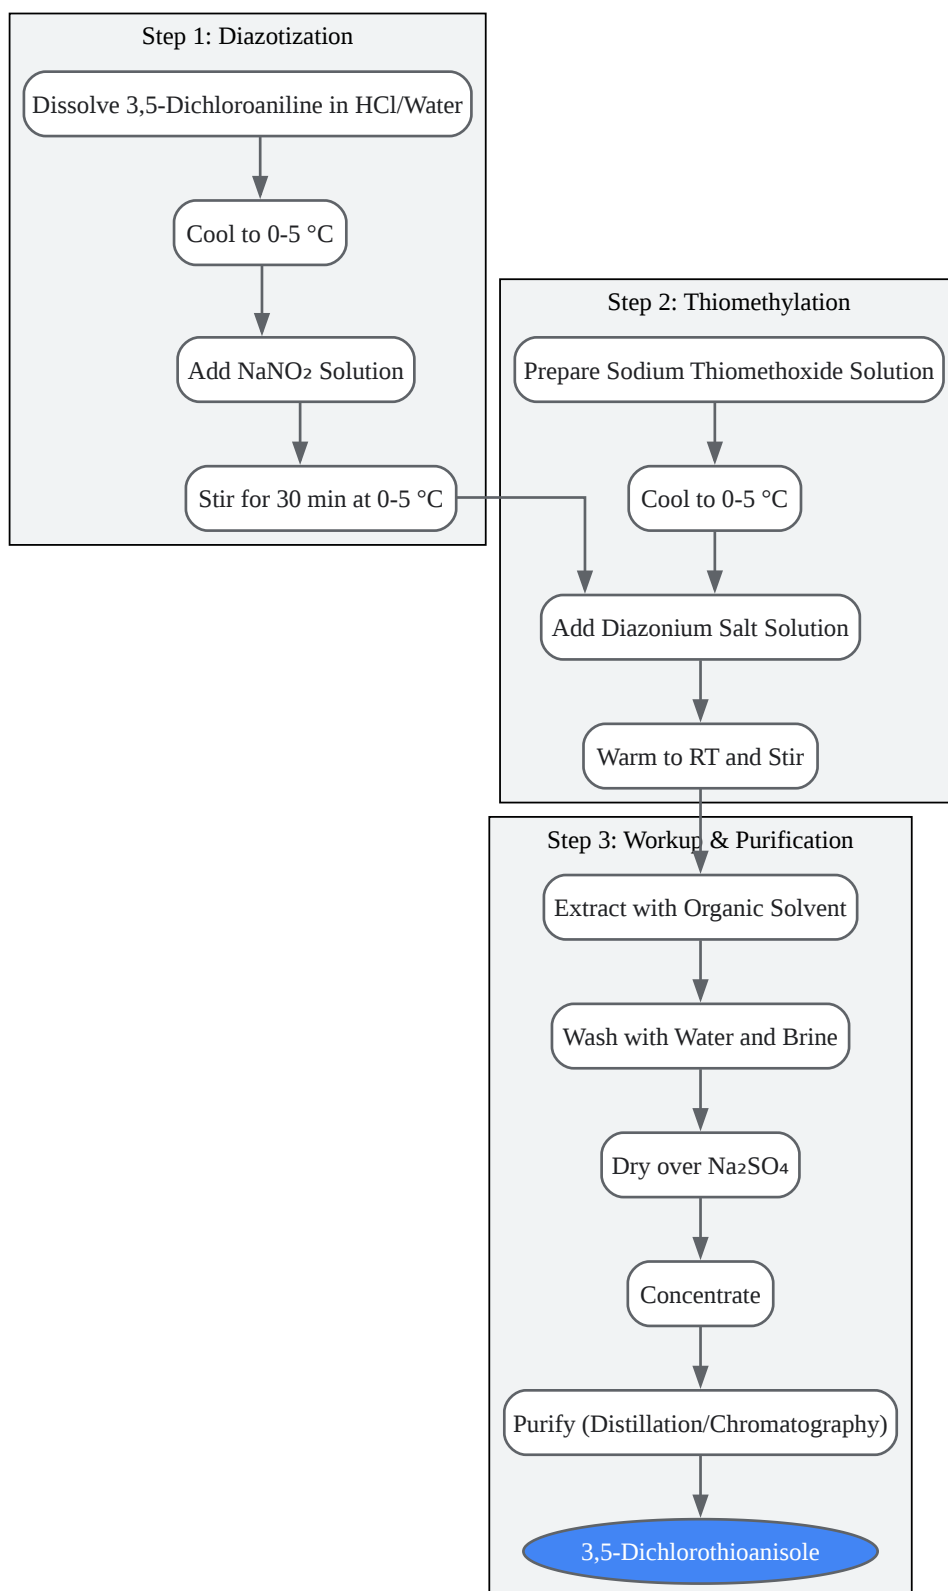 Step 1: Diazotization
Dissolve 3,5-Dichloroaniline in HCl/Water
Cool to 0-5 °C
Add NaNO₂ Solution
Stir for 30 min at 0-5 °C
Step 2: Thiomethylation
Prepare Sodium Thiomethoxide Solution
Cool to 0-5 °C
Add Diazonium Salt Solution
Warm to RT and Stir
Step 3: Workup & Purification
Extract with Organic Solvent
Wash with Water and Brine
Dry over Na₂SO₄
Concentrate
Purify (Distillation/Chromatography)
3,5-Dichlorothioanisole